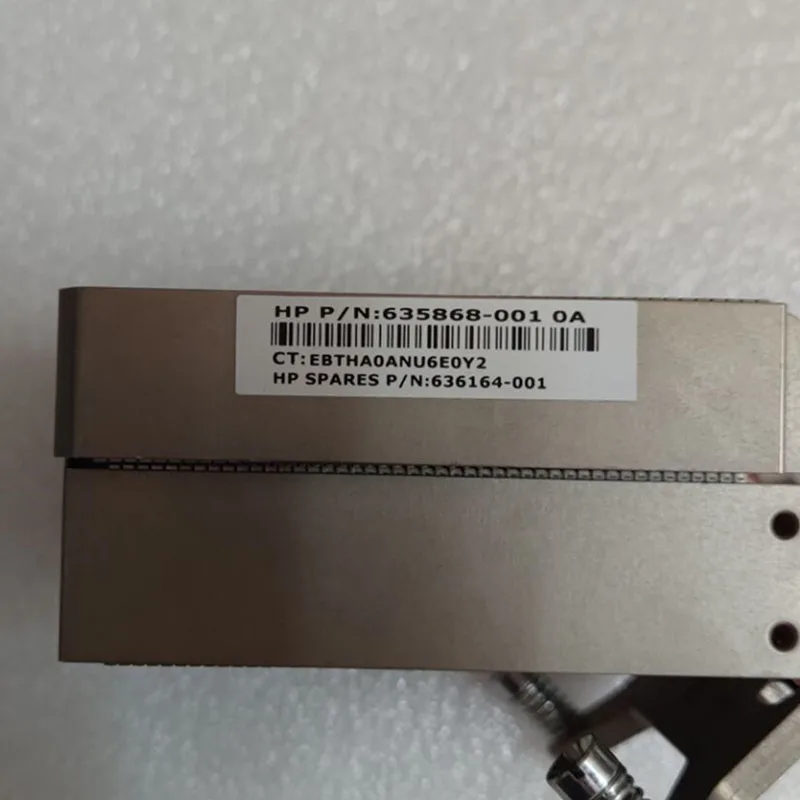 HP P/N:635868-001 0A
CT:EBTHA0ANU6E0Y2
HP SPARES P/N:636164-001